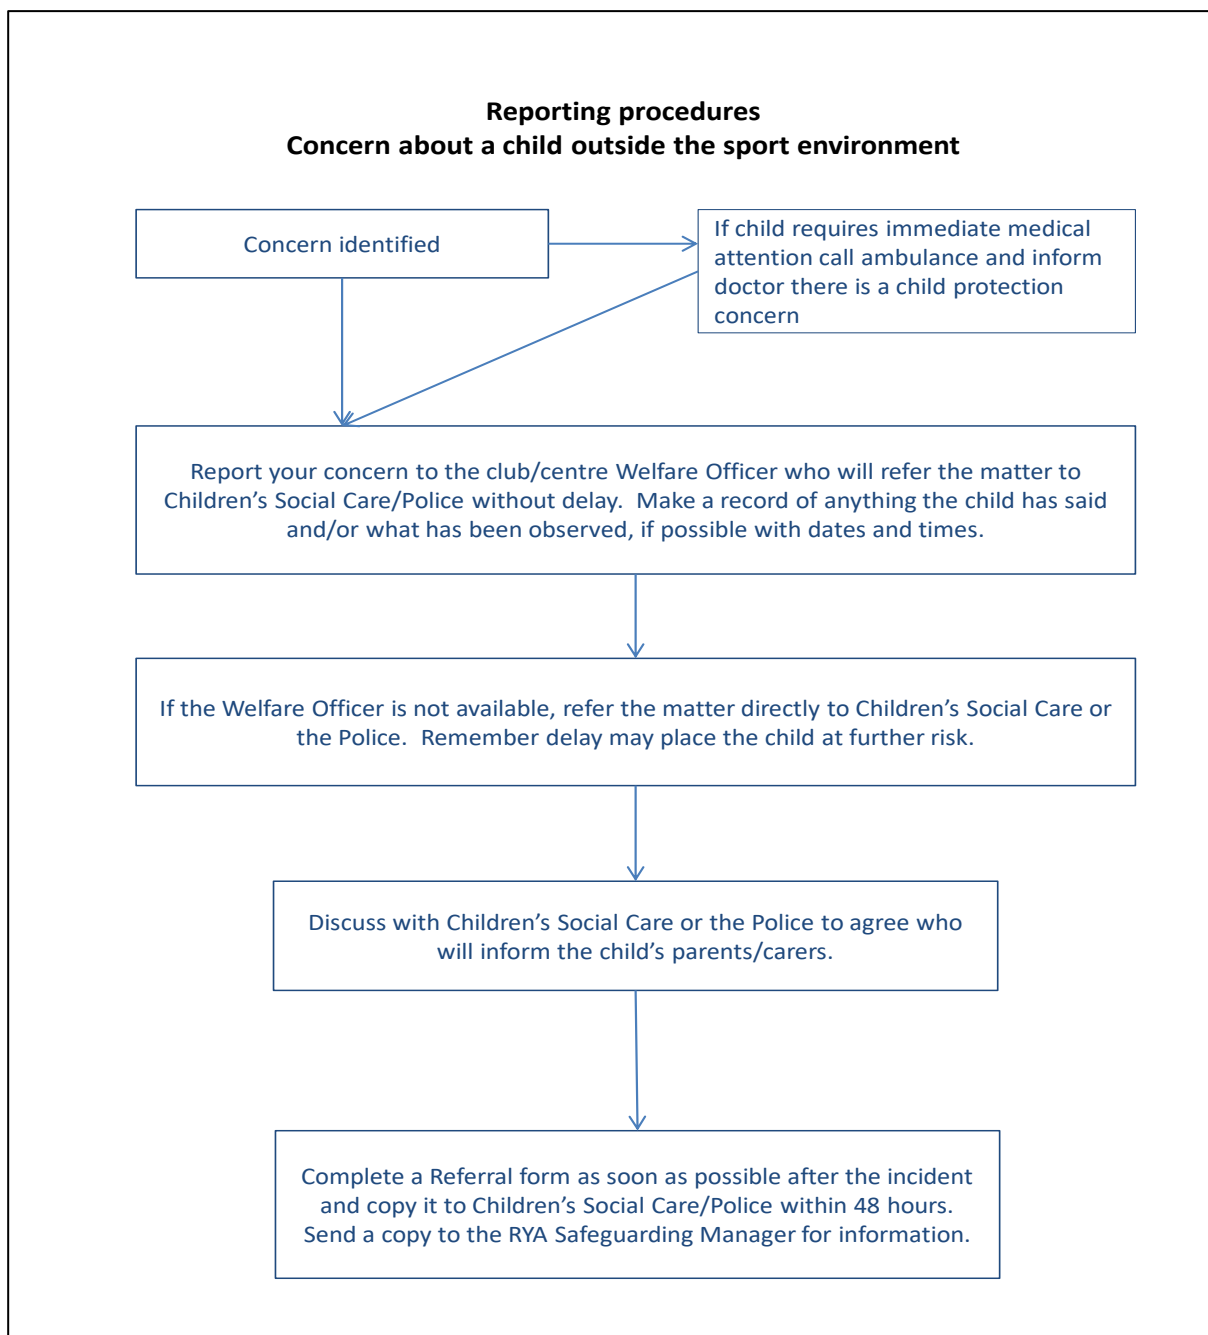 Reporting procedures
Concern about a child outside the sport environment
Concern identified
If child requires immediate medical
attention call ambulance and inform
doctor there is a child protection
concern
Report your concern to the club/centre Welfare Officer who will refer the matter to
Children’s Social Care/Police without delay.  Make a record of anything the child has said
and/or what has been observed, if possible with dates and times.
If the Welfare Officer is not available, refer the matter directly to Children’s Social Care or
the Police.  Remember delay may place the child at further risk.
Discuss with Children’s Social Care or the Police to agree who
will inform the child’s parents/carers.
Complete a Referral form as soon as possible after the incident
and copy it to Children’s Social Care/Police within 48 hours.
Send a copy to the RYA Safeguarding Manager for information.